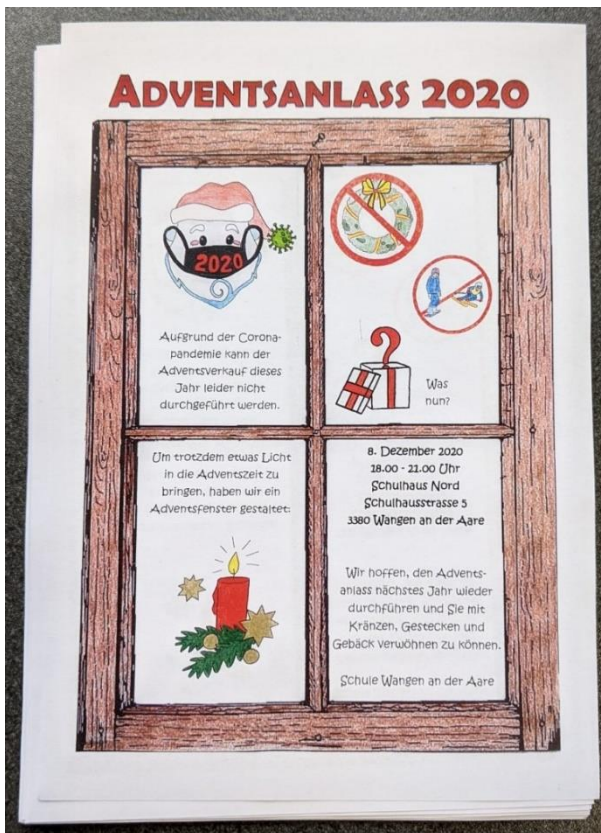 ADVENTSANLASS 2020
2020
Aufgrund der Corona-
pandemie kann der
Adventsverkauf dieses
Jahr leider nicht
durchgeführt werden.
?
Was
nun?
Um trotzdem etwas Licht
in die Adventszeit zu
bringen, haben wir ein
Adventsfenster gestaltet:
8. Dezember 2020
18.00 - 21.00 Uhr
Schulhaus Nord
Schulhausstrasse 5
3380 Wangen an der Aare
Wir hoffen, den Advents-
anlass nächstes Jahr wieder
durchführen und Sie mit
Kränzen, Gestecken und
Gebäck verwöhnen zu können.
Schule Wangen an der Aare